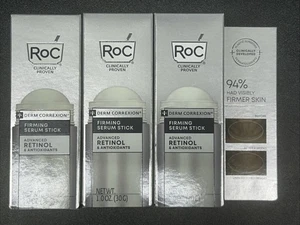 RoC
CLINICALLY
PROVEN
DERM CORREXION
FIRMING
SERUM STICK
ADVANCED
RETINOL
& ANTIOXIDANTS
RoC
CLINICALLY
PROVEN
DERM CORREXION
FIRMING
SERUM STICK
ADVANCED
RETINOL
& ANTIOXIDANTS
NET WT.
1.0 OZ. (30G)
RoC
CLINICALLY
PROVEN
DERM CORREXION
FIRMING
SERUM STICK
ADVANCED
RETINOL
& ANTIOXIDANTS
94%
HAD VISIBLY
FIRMER SKIN